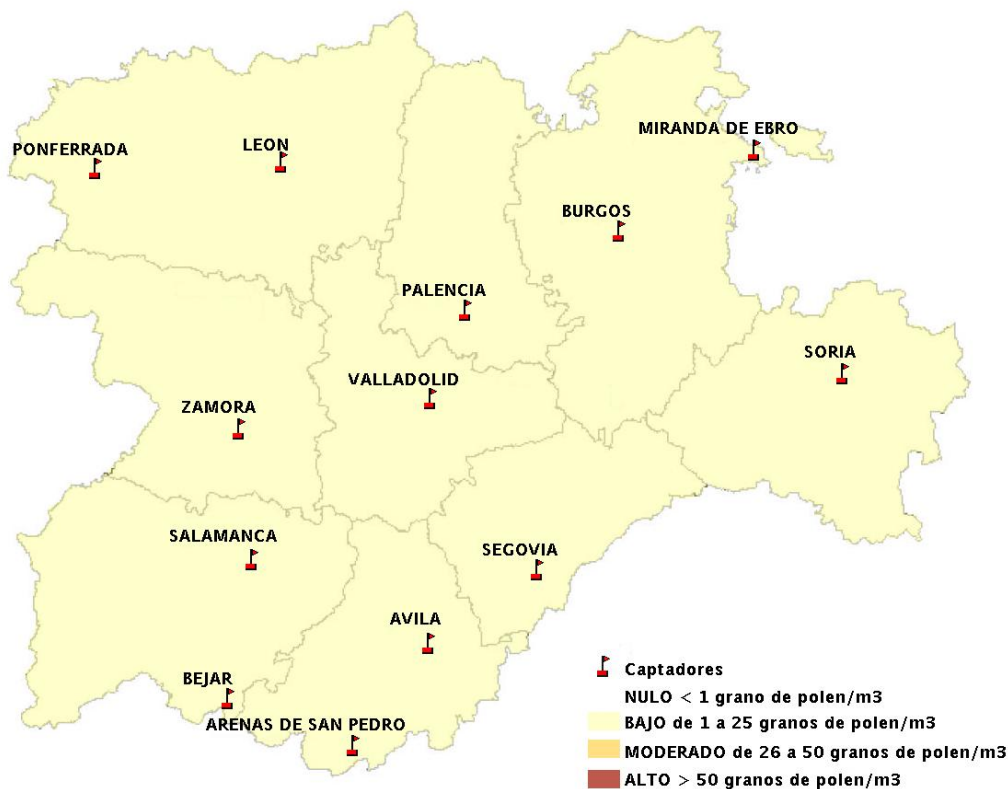 MIRANDA DE EBRO
PONFERRADA
LEON
BURGOS
PALENCIA
SORIA
VALLADOLID
ZAMORA
SALAMANCA
SEGOVIA
AVILA
BEJAR
ARENAS DE SAN PEDRO
Captadores
NULO < 1 grano de polen/m3
BAJO de 1 a 25 granos de polen/m3
MODERADO de 26 a 50 granos de polen/m3
ALTO > 50 granos de polen/m3